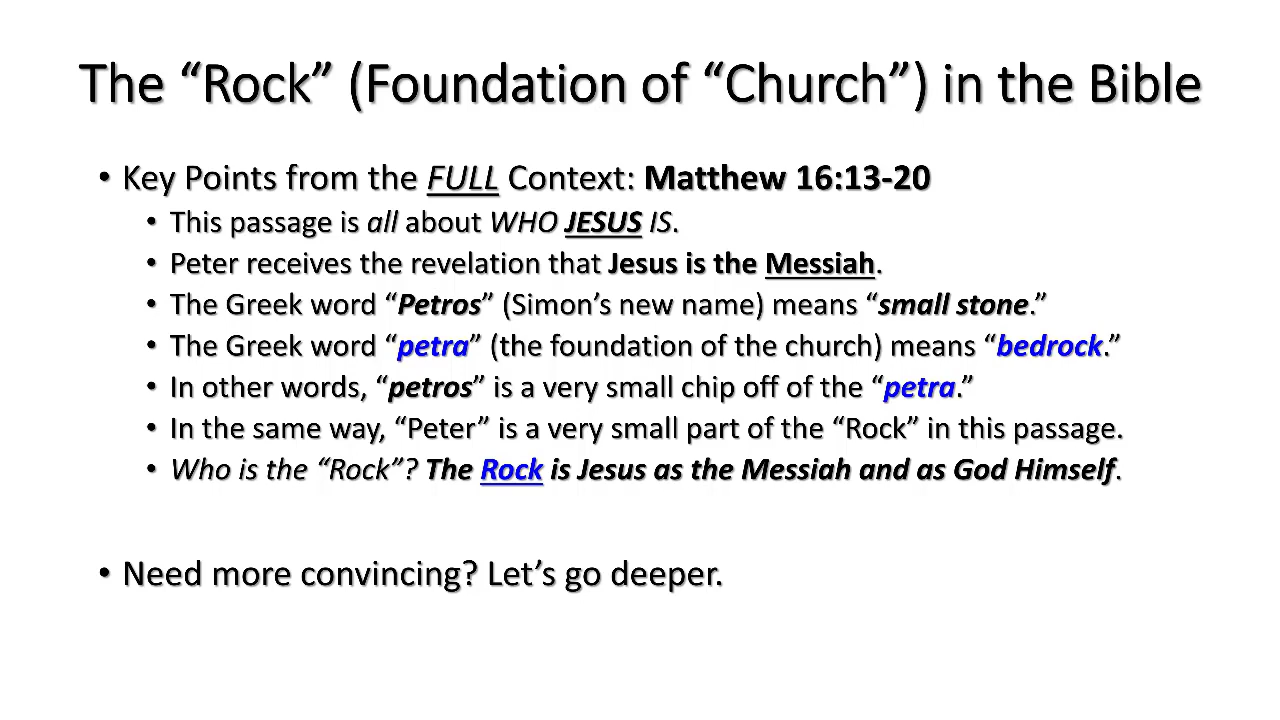 The “Rock” (Foundation of “Church”) in the Bible
• Key Points from the FULL Context: Matthew 16:13-20
• This passage is all about WHO JESUS IS.
• Peter receives the revelation that Jesus is the Messiah.
• The Greek word “Petros” (Simon’s new name) means “small stone.”
• The Greek word “petra” (the foundation of the church) means “bedrock.”
• In other words, “petros” is a very small chip off of the “petra.”
• In the same way, “Peter” is a very small part of the “Rock” in this passage.
• Who is the “Rock”? The Rock is Jesus as the Messiah and as God Himself.
• Need more convincing? Let’s go deeper.